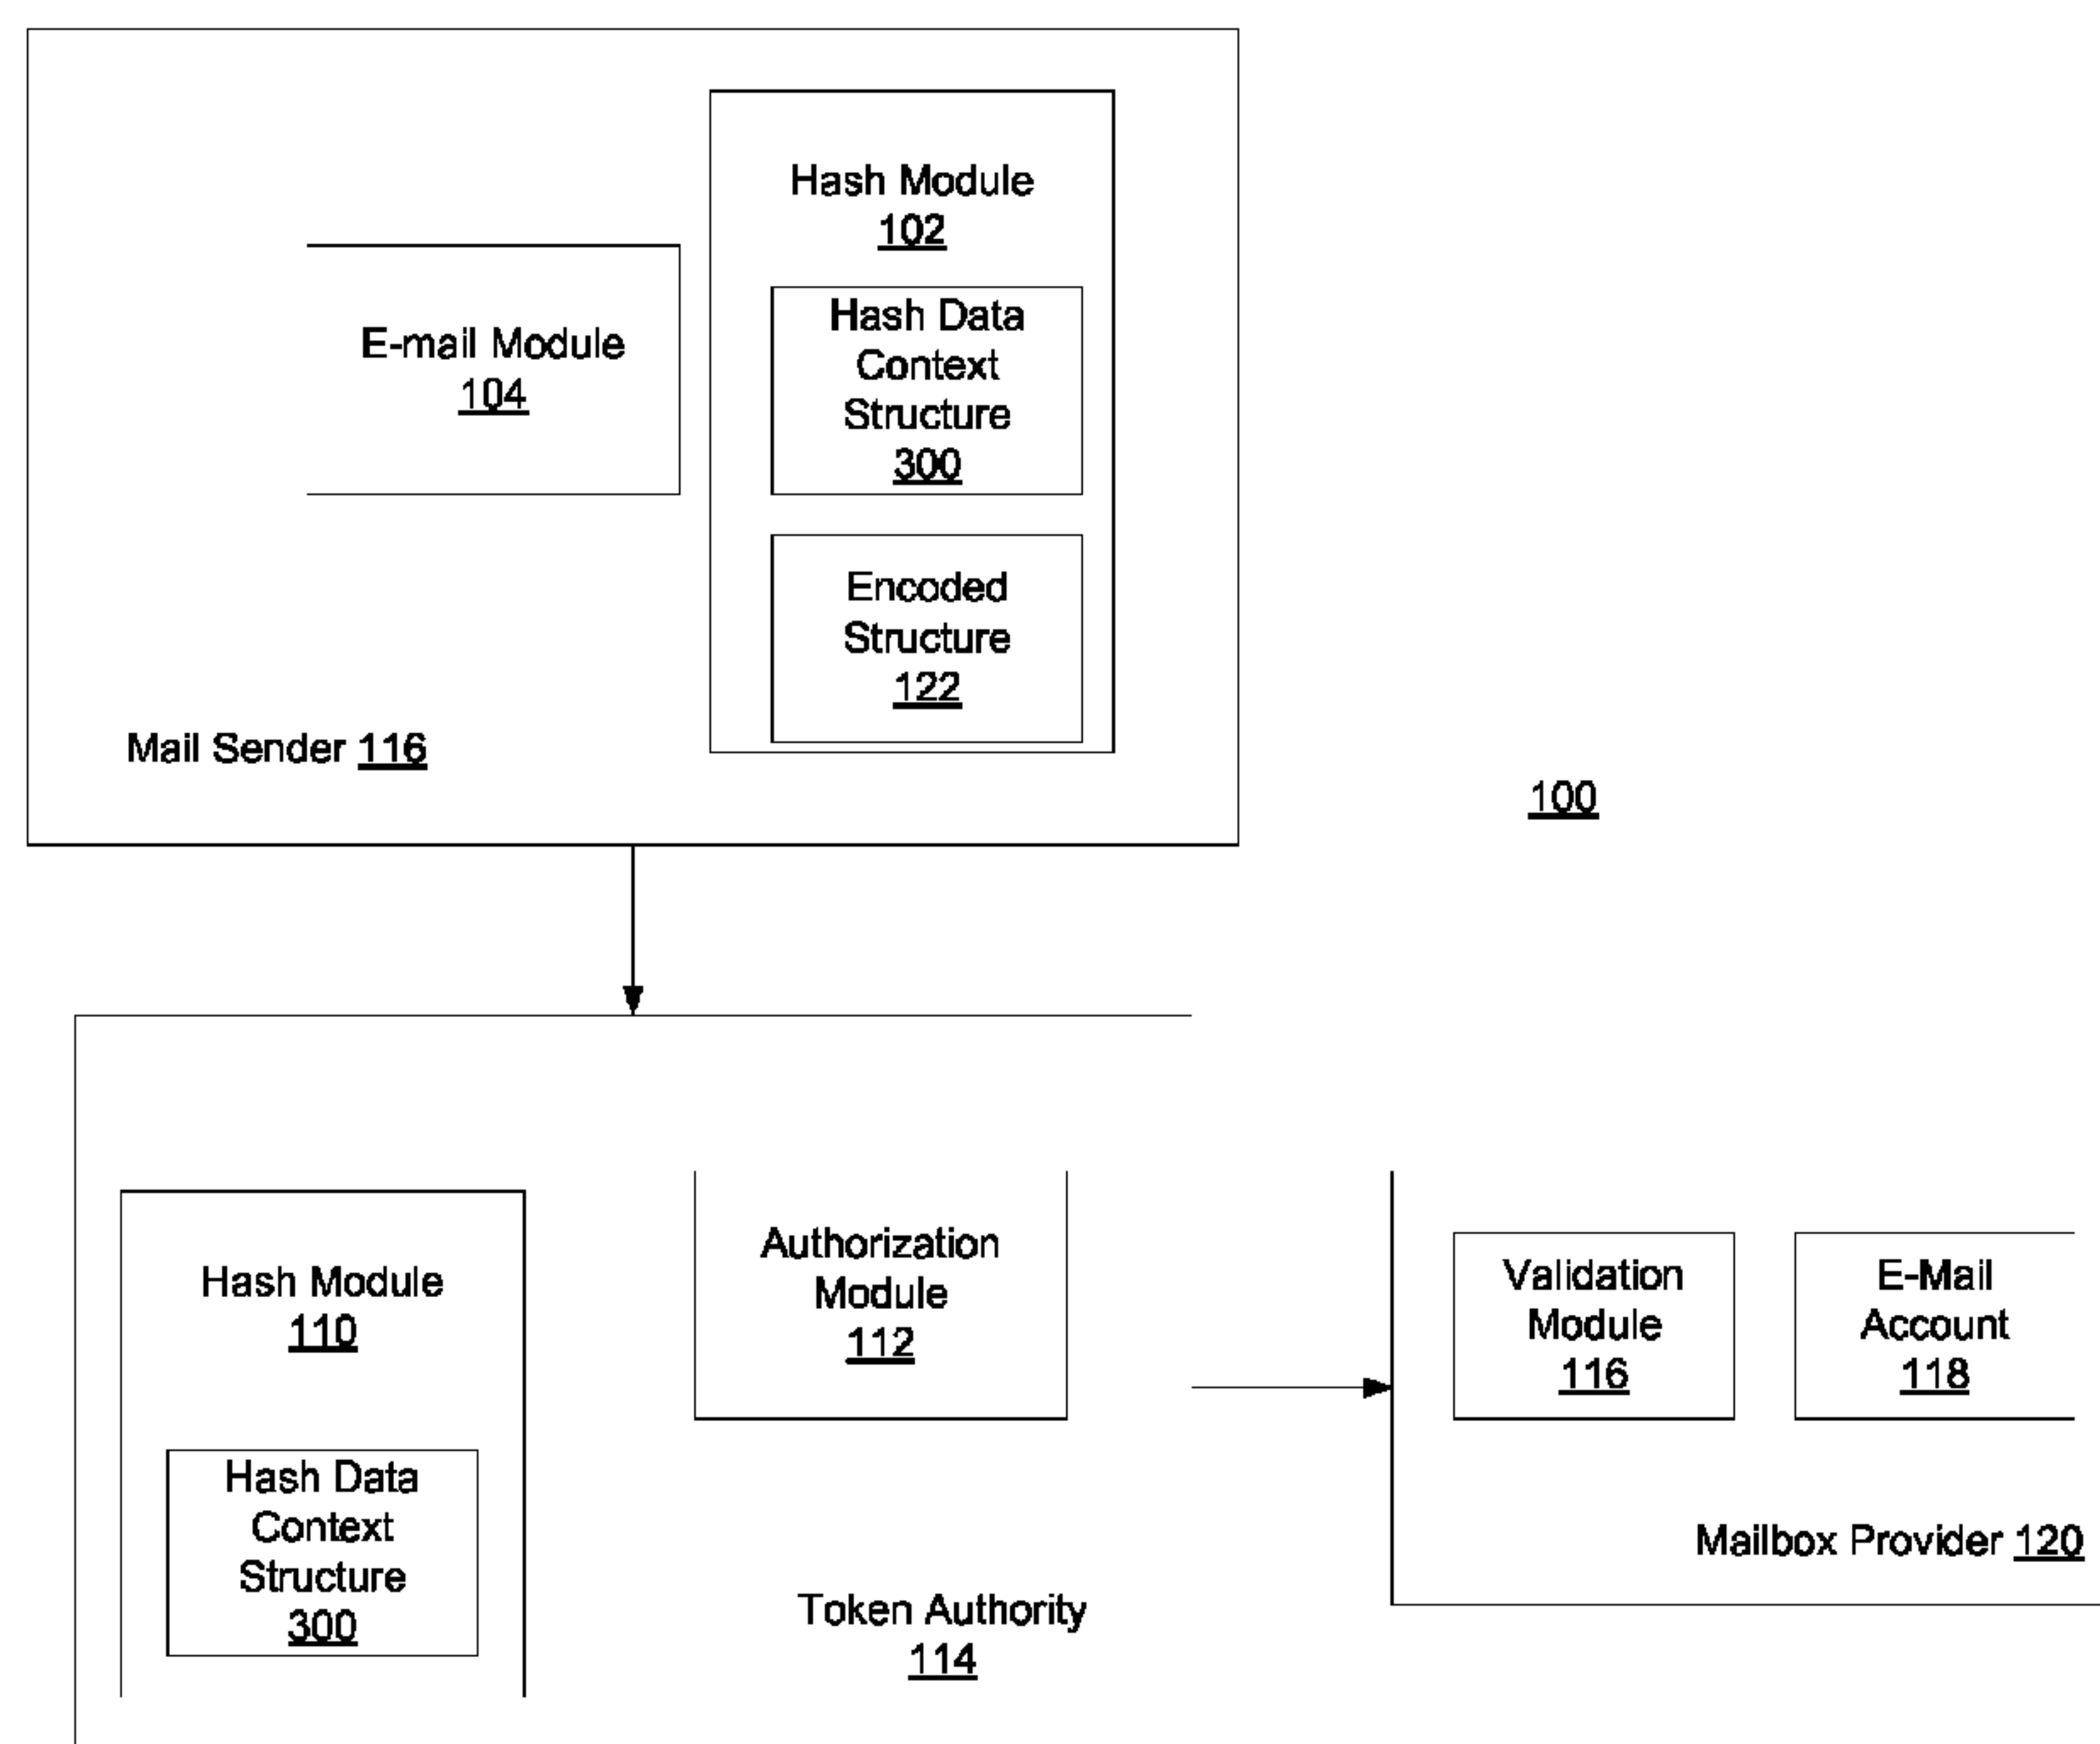 Hash Module
102
E-mail Module
104
Hash Data
Context
Structure
300
Encoded
Structure
122
Mail Sender 116
100
Hash Module
110
Hash Data
Context
Structure
300
Authorization
Module
112
Token Authority
114
Validation
Module
116
E-Mail
Account
118
Mailbox Provider 120